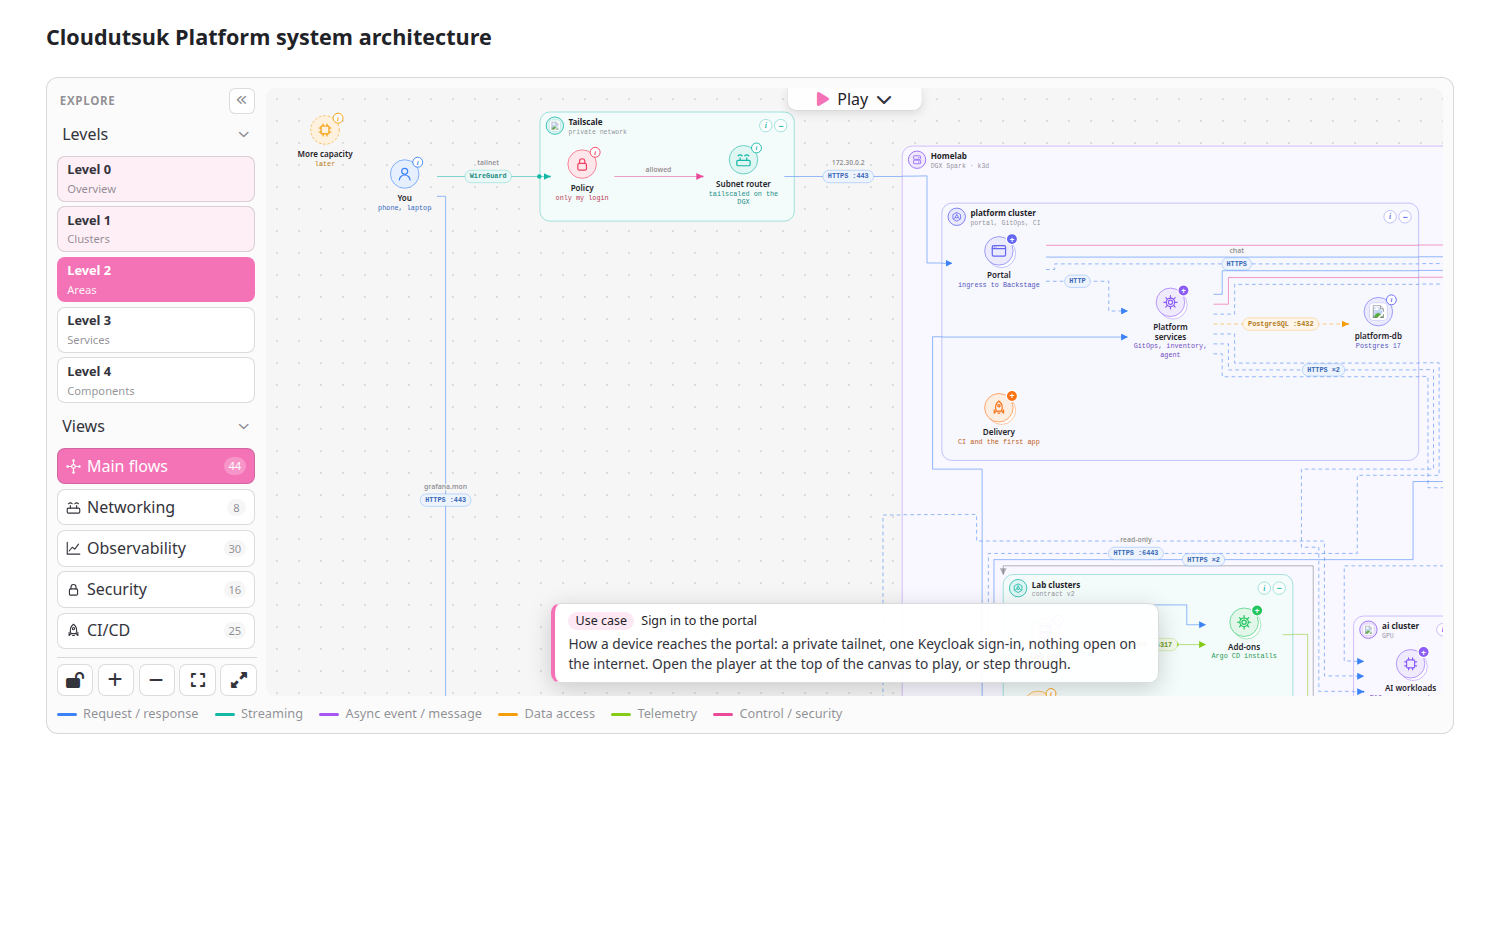 Cloudutsuk Platform system architecture
EXPLORE
Levels
Level 0
Overview
Level 1
Clusters
Level 2
Areas
Level 3
Services
Level 4
Components
Views
Main flows 44
Networking 8
Observability 30
Security 16
CI/CD 25
Play
More capacity
later
You
phone, laptop
tailnet
WireGuard
Tailscale
private network
Policy
only my login
allowed
Subnet router
tailscaled on the
DGX
172.30.0.2
HTTPS :443
Homelab
DGX Spark · k3d
platform cluster
portal, GitOps, CI
Portal
ingress to Backstage
chat
HTTPS
HTTP
Platform
services
GitOps, inventory,
agent
PostgreSQL :5432
platform-db
Postgres 17
HTTPS ×2
Delivery
CI and the first app
grafana.mon
HTTPS :443
read-only
HTTPS :6443
HTTPS ×2
Lab clusters
contract v2
Add-ons
Argo CD installs
ai cluster
GPU
AI workloads
Use case Sign in to the portal
How a device reaches the portal: a private tailnet, one Keycloak sign-in, nothing open on
the internet. Open the player at the top of the canvas to play, or step through.
Request / response
Streaming
Async event / message
Data access
Telemetry
Control / security